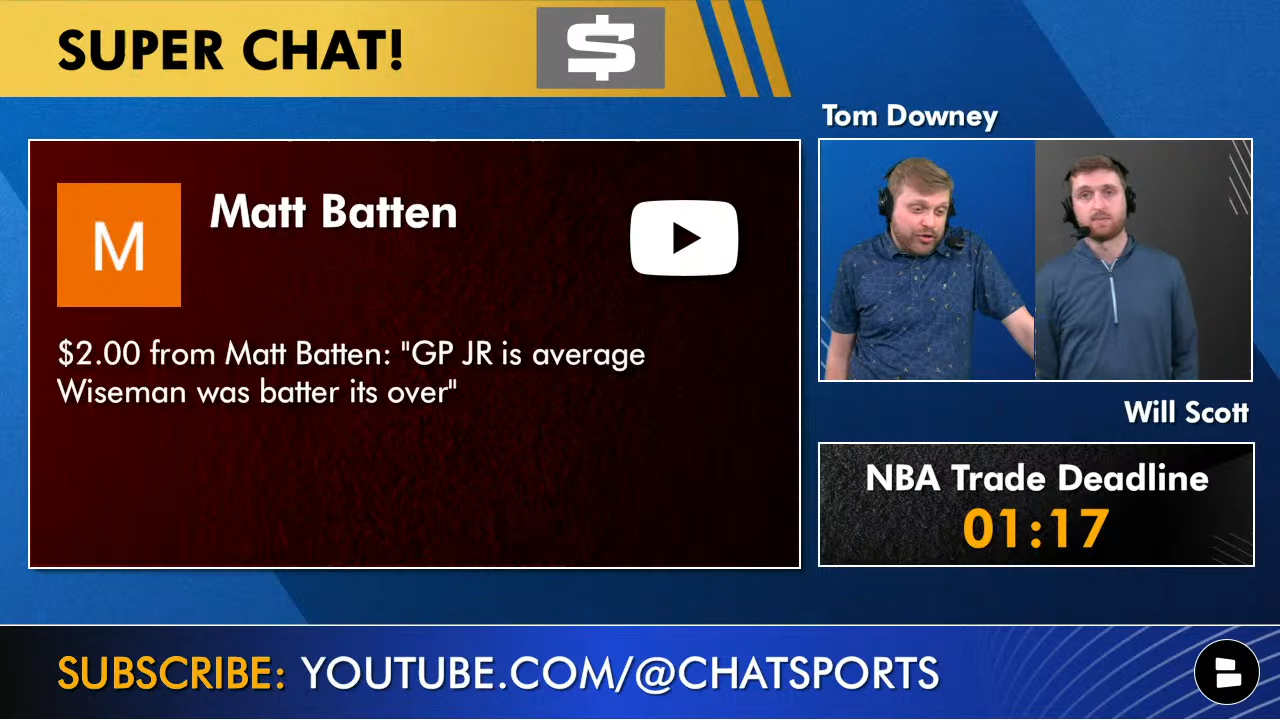 SUPER CHAT!
$
Tom Downey
M
Matt Batten
$2.00 from Matt Batten: "GP JR is average
Wiseman was batter its over"
Will Scott
NBA Trade Deadline
01:17
SUBSCRIBE: YOUTUBE.COM/@CHATSPORTS